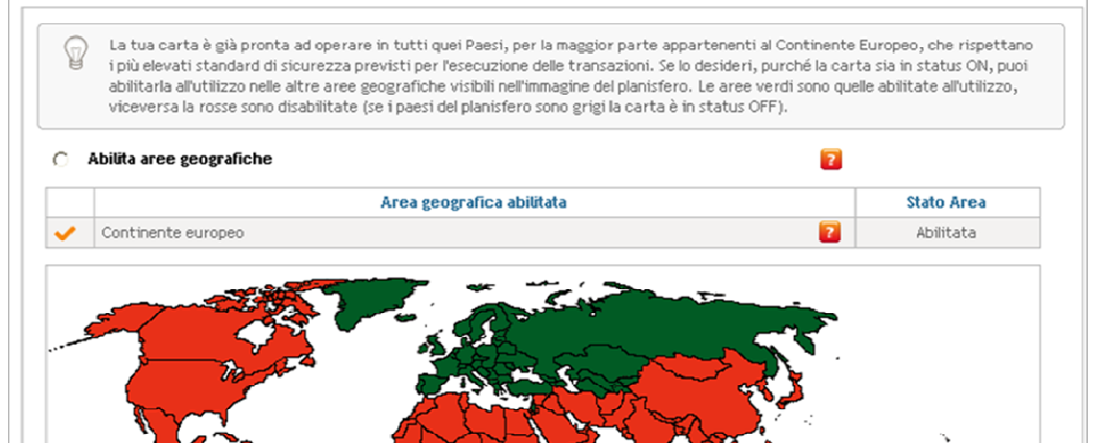 La tua carta è già pronta ad operare in tutti quei Paesi, per la maggior parte appartenenti al Continente Europeo, che rispettano
i più elevati standard di sicurezza previsti per l'esecuzione delle transazioni. Se lo desideri, purché la carta sia in status ON, puoi
abilitarla all'utilizzo nelle altre aree geografiche visibili nell'immagine del planisfero. Le aree verdi sono quelle abilitate all'utilizzo,
viceversa la rosse sono disabilitate (se i paesi del planisfero sono grigi la carta è in status OFF).
Abilita aree geografiche ?
Area geografica abilitata Stato Area
Continente europeo ? Abilitata